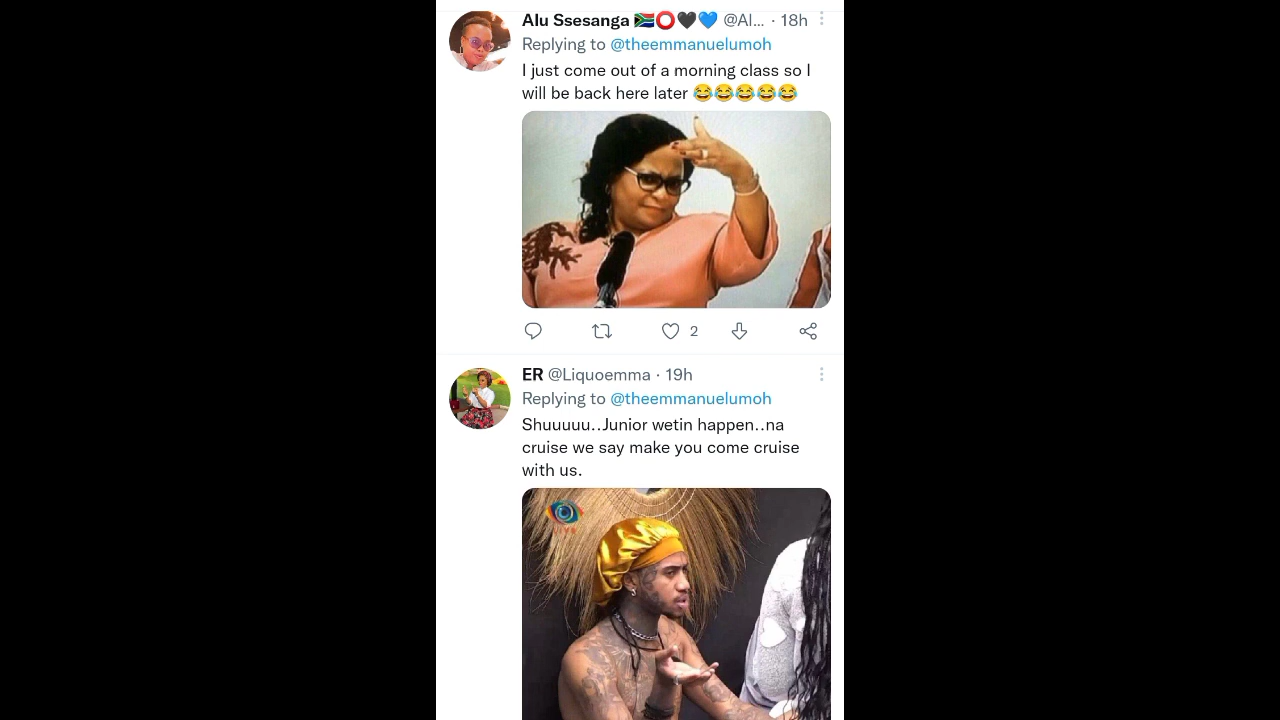 Alu Ssesanga 🇿🇦⭕🖤💙 @Al... · 18h
Replying to @theemmanuelumoh
I just come out of a morning class so I
will be back here later 😂😂😂😂😂
2
ER @Liquoemma · 19h
Replying to @theemmanuelumoh
Shuuuuu..Junior wetin happen..na
cruise we say make you come cruise
with us.